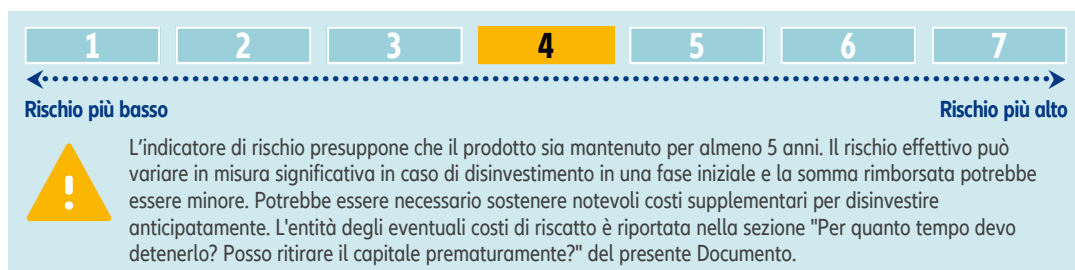 1 2 3 4 5 6 7
Rischio più basso Rischio più alto
L'indicatore di rischio presuppone che il prodotto sia mantenuto per almeno 5 anni. Il rischio effettivo può
variare in misura significativa in caso di disinvestimento in una fase iniziale e la somma rimborsata potrebbe
essere minore. Potrebbe essere necessario sostenere notevoli costi supplementari per disinvestire
anticipatamente. L'entità degli eventuali costi di riscatto è riportata nella sezione "Per quanto tempo devo
detenerlo? Posso ritirare il capitale prematuramente?" del presente Documento.